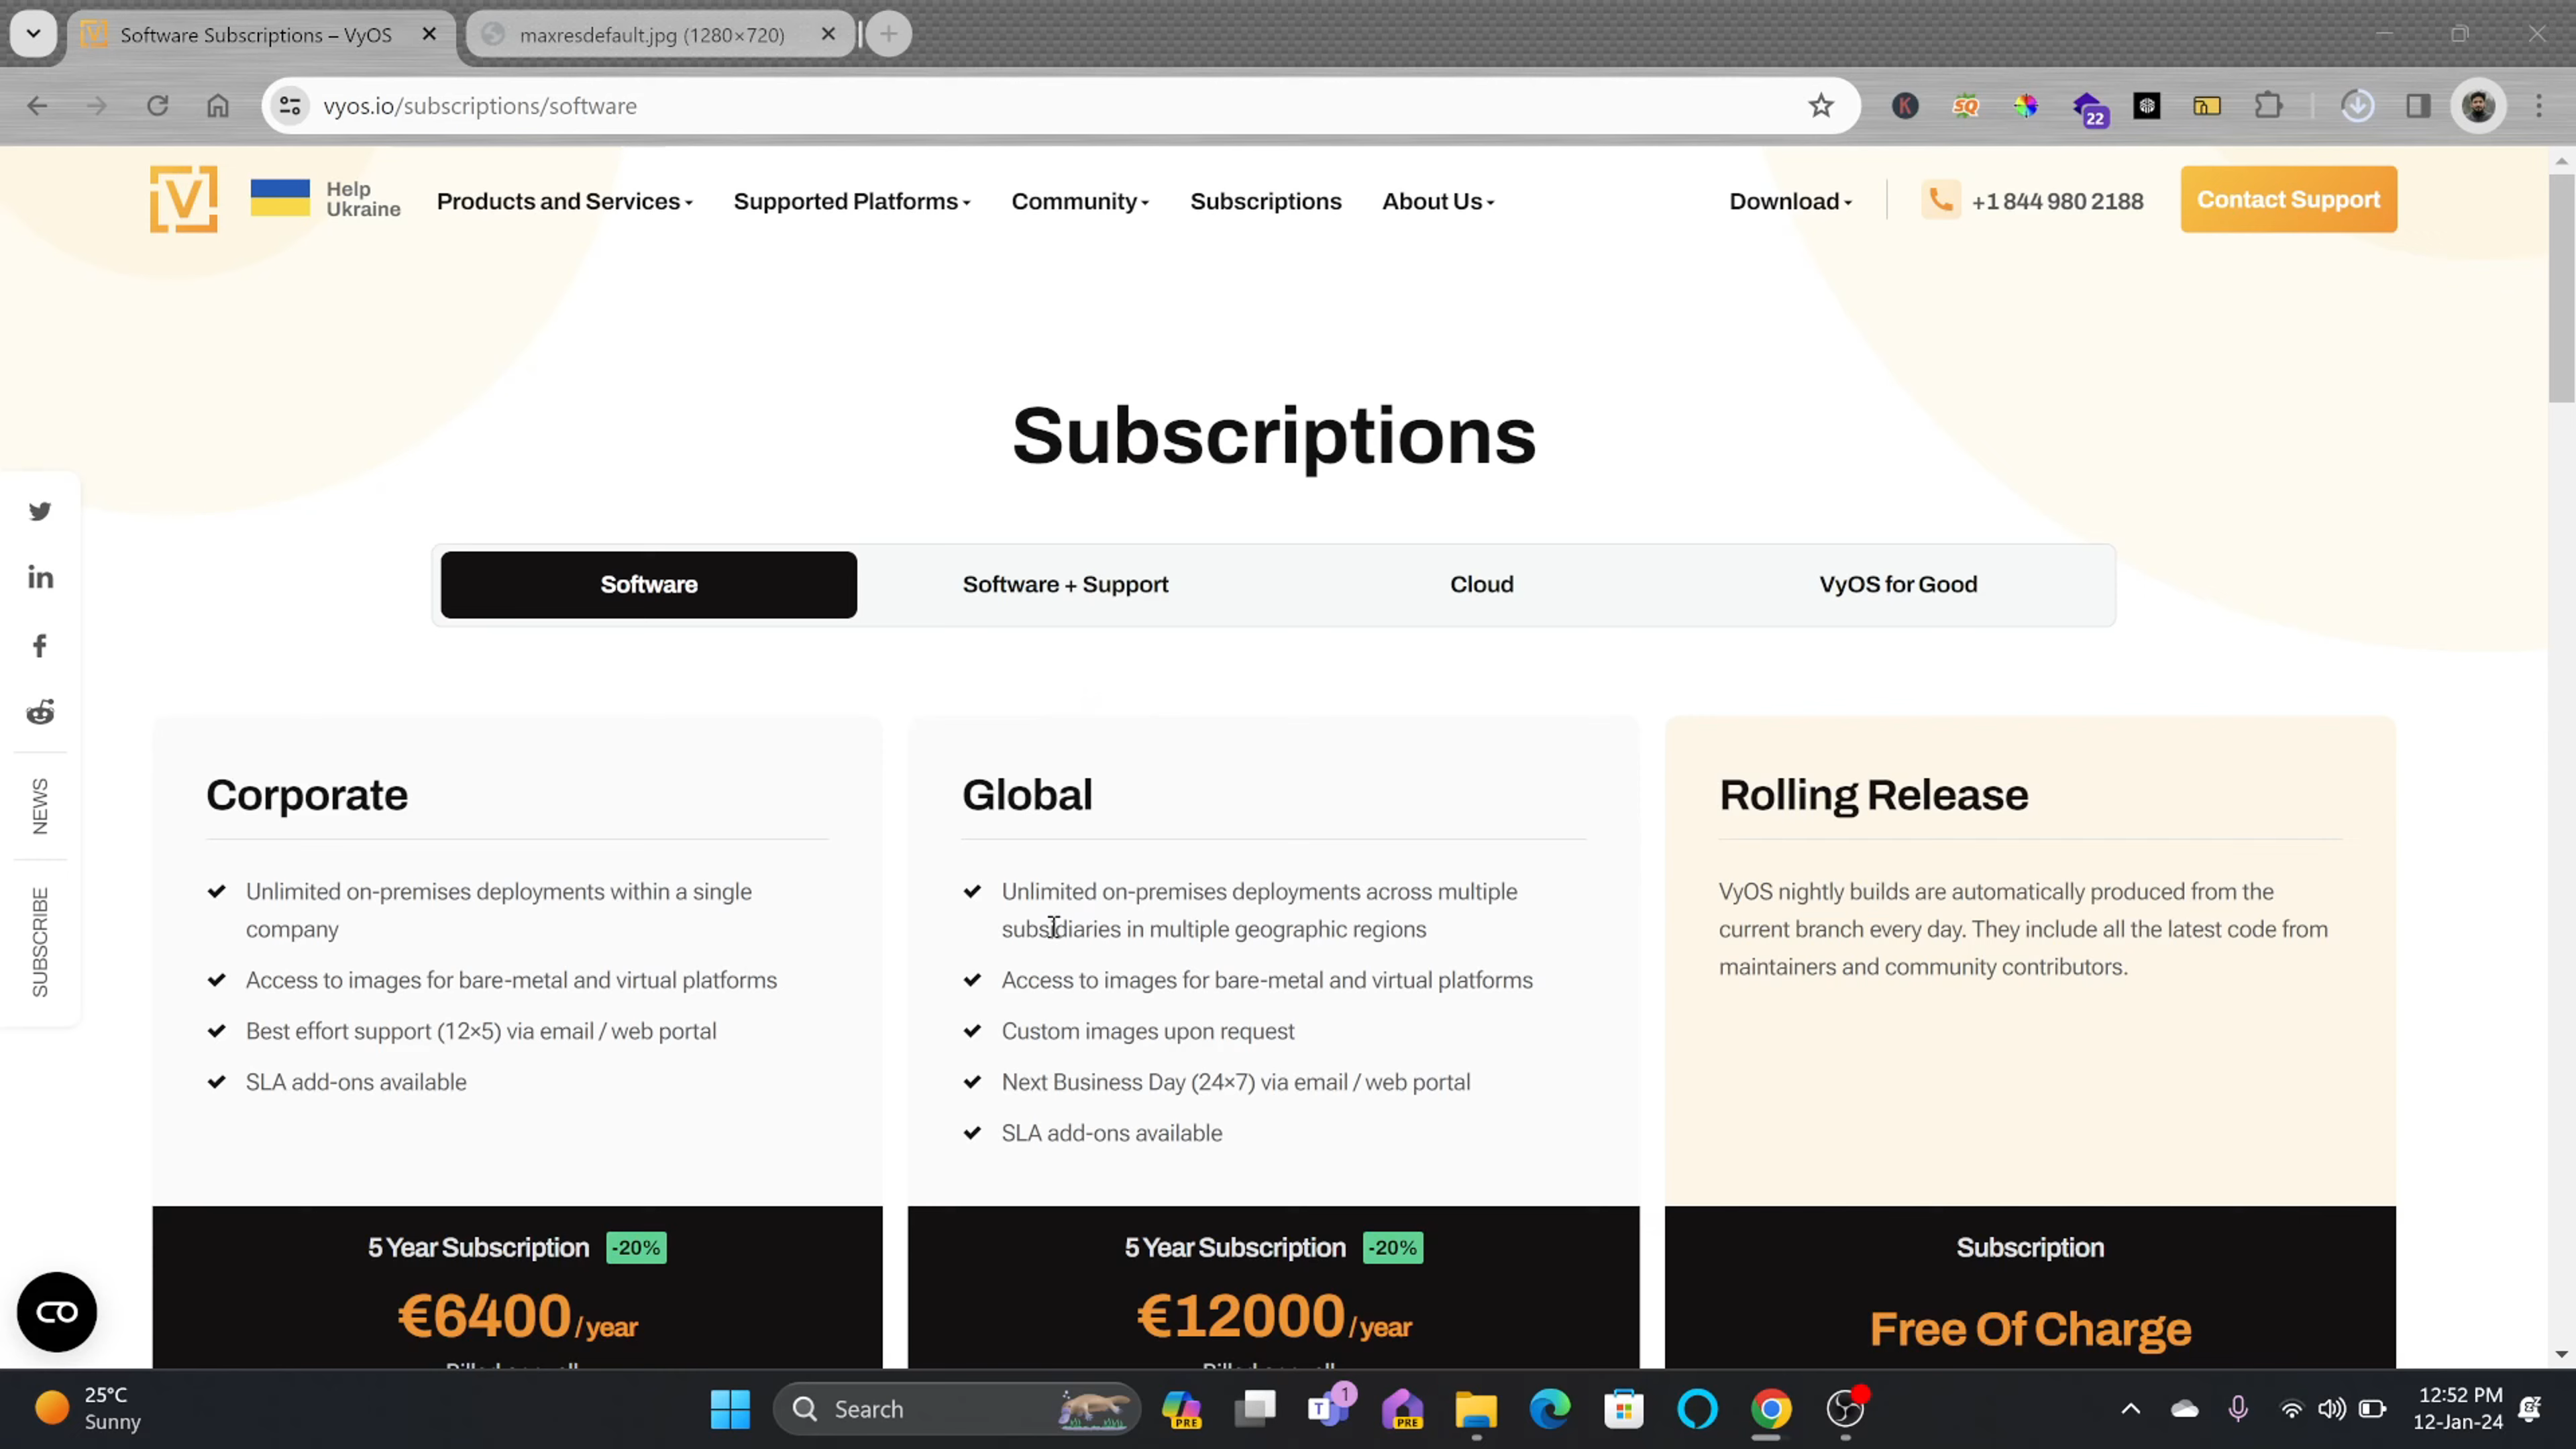 Software Subscriptions – VyOS
maxresdefault.jpg (1280×720)
vyos.io/subscriptions/software
22
Help
Ukraine
Products and Services
Supported Platforms
Community
Subscriptions
About Us
Download
+1 844 980 2188
Contact Support
Subscriptions
Software
Software + Support
Cloud
VyOS for Good
NEWS
SUBSCRIBE
Corporate
Unlimited on-premises deployments within a single
company
Access to images for bare-metal and virtual platforms
Best effort support (12×5) via email / web portal
SLA add-ons available
5 Year Subscription -20%
€6400 / year
Global
Unlimited on-premises deployments across multiple
subsidiaries in multiple geographic regions
Access to images for bare-metal and virtual platforms
Custom images upon request
Next Business Day (24×7) via email / web portal
SLA add-ons available
5 Year Subscription -20%
€12000 / year
Rolling Release
VyOS nightly builds are automatically produced from the
current branch every day. They include all the latest code from
maintainers and community contributors.
Subscription
Free Of Charge
25°C
Sunny
Search
PRE
1
PRE
12:52 PM
12-Jan-24